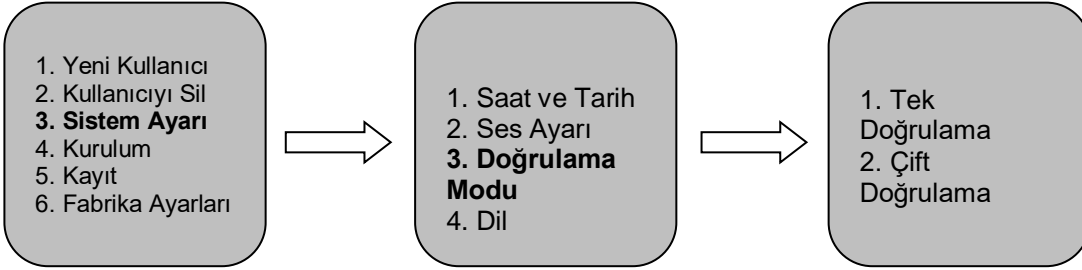 1. Yeni Kullanıcı
2. Kullanıcıyı Sil
3. Sistem Ayarı
4. Kurulum
5. Kayıt
6. Fabrika Ayarları
1. Saat ve Tarih
2. Ses Ayarı
3. Doğrulama
Modu
4. Dil
1. Tek
Doğrulama
2. Çift
Doğrulama